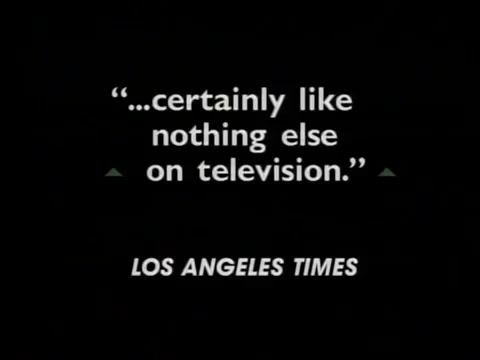 “...certainly like
nothing else
on television.”
LOS ANGELES TIMES